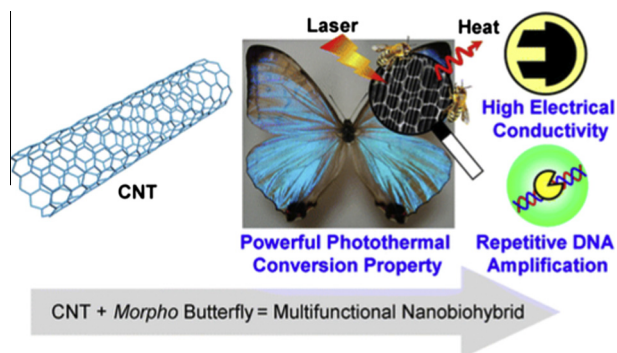 Laser
Heat
High Electrical
Conductivity
CNT
Powerful Photothermal
Conversion Property
Repetitive DNA
Amplification
CNT + Morpho Butterfly = Multifunctional Nanobiohybrid